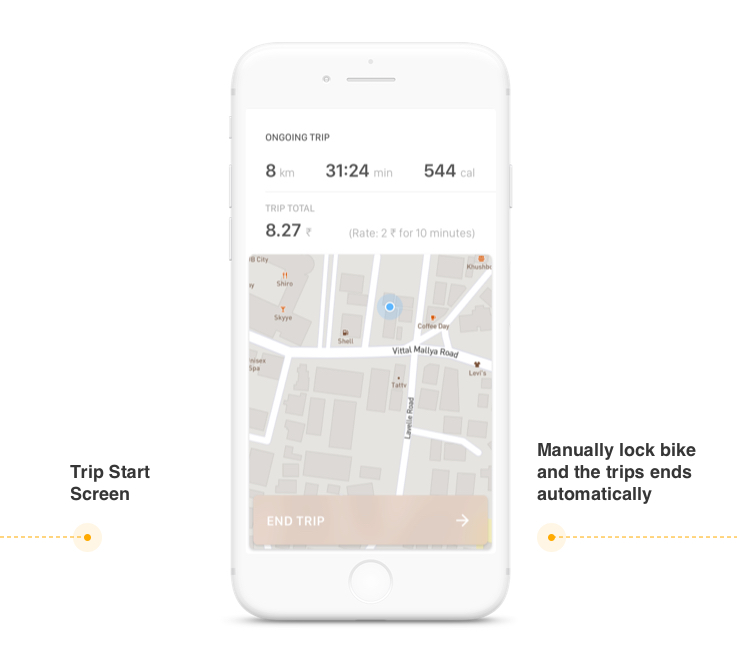 ONGOING TRIP
8 km 31:24 min 544 cal
TRIP TOTAL
8.27 ₹ (Rate: 2 ₹ for 10 minutes)
B City
Khushbo
Shiro
Skyye
Coffee Day
Shell
Vittal Mallya Road
nisex
Spa
Levi's
Tattv
Lavelle Road
END TRIP
Trip Start
Screen
Manually lock bike
and the trips ends
automatically